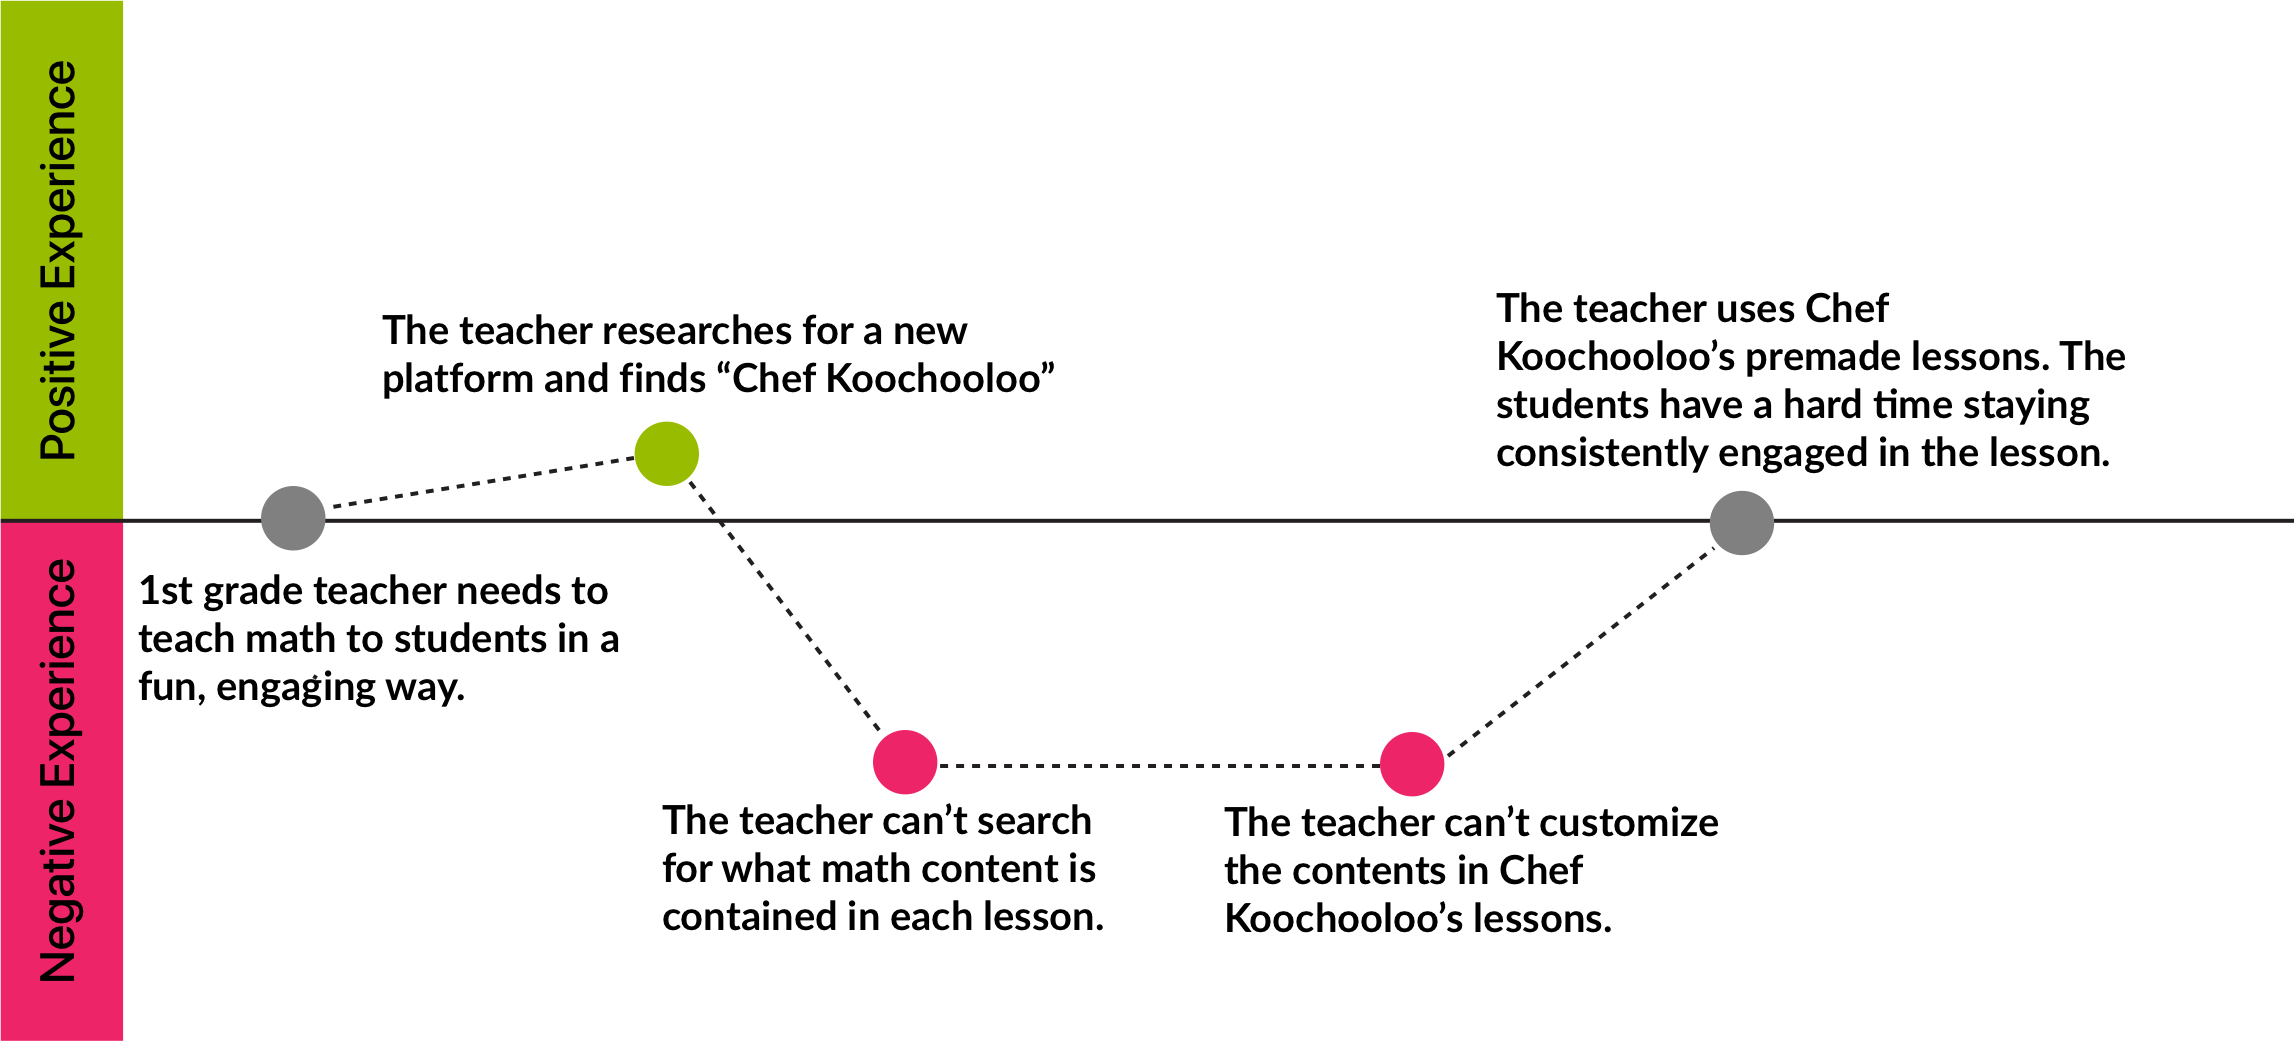 Positive Experience
Negative Experience
The teacher researches for a new
platform and finds “Chef Koochooloo”
The teacher uses Chef
Koochooloo’s premade lessons. The
students have a hard time staying
consistently engaged in the lesson.
1st grade teacher needs to
teach math to students in a
fun, engaging way.
The teacher can’t search
for what math content is
contained in each lesson.
The teacher can’t customize
the contents in Chef
Koochooloo’s lessons.